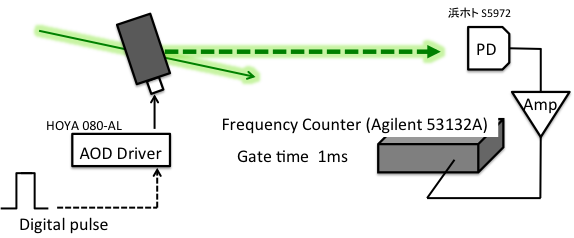 浜ホト S5972
PD
Amp
HOYA 080-AL
AOD Driver
Frequency Counter (Agilent 53132A)
Gate time 1ms
Digital pulse